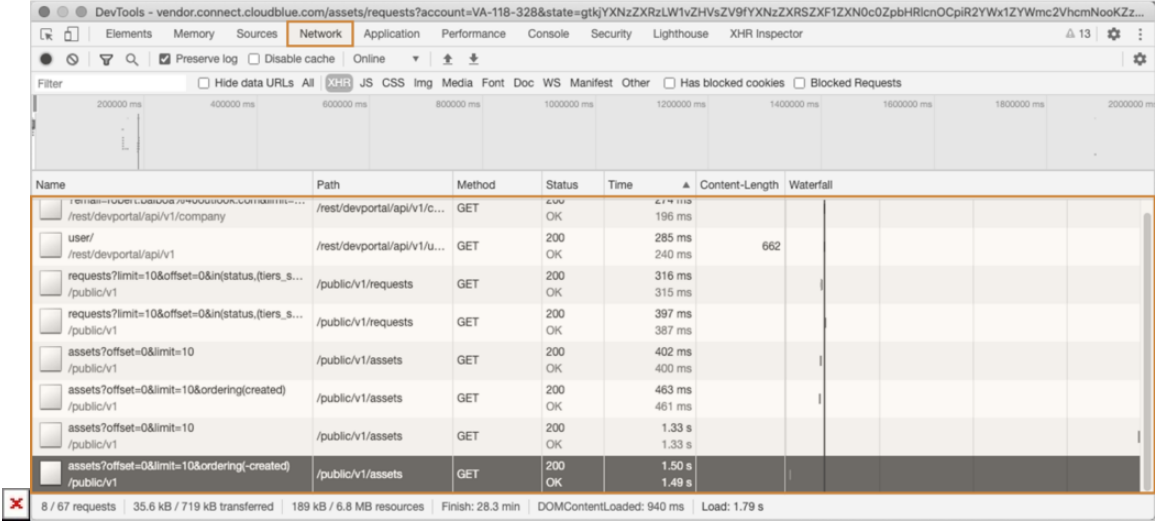 DevTools - vendor.connect.cloudblue.com/assets/requests?account=VA-118-328&state=
Elements Memory Sources Network Application Performance Console Security Lighthouse XHR Inspector 13
Preserve log Disable cache Online
Filter Hide data URLs All XHR JS CSS Img Media Font Doc WS Manifest Other Has blocked cookies Blocked Requests
200000 ms 400000 ms 600000 ms 800000 ms 1000000 ms 1200000 ms 1400000 ms 1600000 ms 1800000 ms 2000000 m
Name Path Method Status Time Content-Length Waterfall
/rest/devportal/api/v1/c... GET 200 274 ms
/rest/devportal/api/v1/company OK 196 ms
user/ /rest/devportal/api/v1/u... GET 200 285 ms 662
/rest/devportal/api/v1 OK 240 ms
requests?limit=10&offset=0&in(status,(tiers_s... /public/v1/requests GET 200 316 ms
/public/v1 OK 315 ms
requests?limit=10&offset=0&in(status,(tiers_s... /public/v1/requests GET 200 397 ms
/public/v1 OK 387 ms
assets?offset=0&limit=10 /public/v1/assets GET 200 402 ms
/public/v1 OK 400 ms
assets?offset=0&limit=10&ordering(created) /public/v1/assets GET 200 463 ms
/public/v1 OK 461 ms
assets?offset=0&limit=10 /public/v1/assets GET 200 1.33 s
/public/v1 OK 1.33 s
assets?offset=0&limit=10&ordering(-created) /public/v1/assets GET 200 1.50 s
/public/v1 OK 1.49 s
8 / 67 requests 35.6 kB / 719 kB transferred 189 kB / 6.8 MB resources Finish: 28.3 min DOMContentLoaded: 940 ms Load: 1.79 s